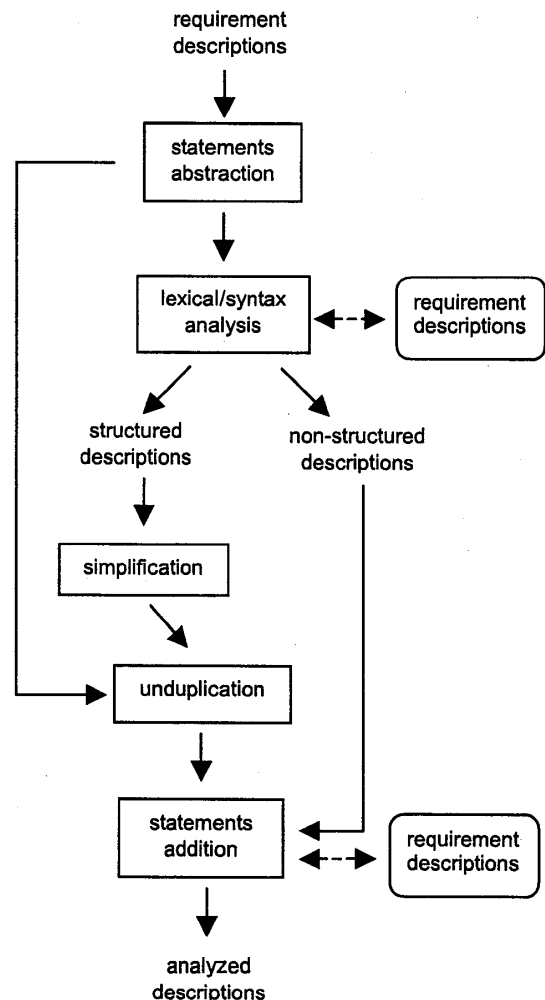 requirement
descriptions
statements
abstraction
lexical/syntax
analysis
requirement
descriptions
structured
descriptions
non-structured
descriptions
simplification
unduplication
statements
addition
requirement
descriptions
analyzed
descriptions